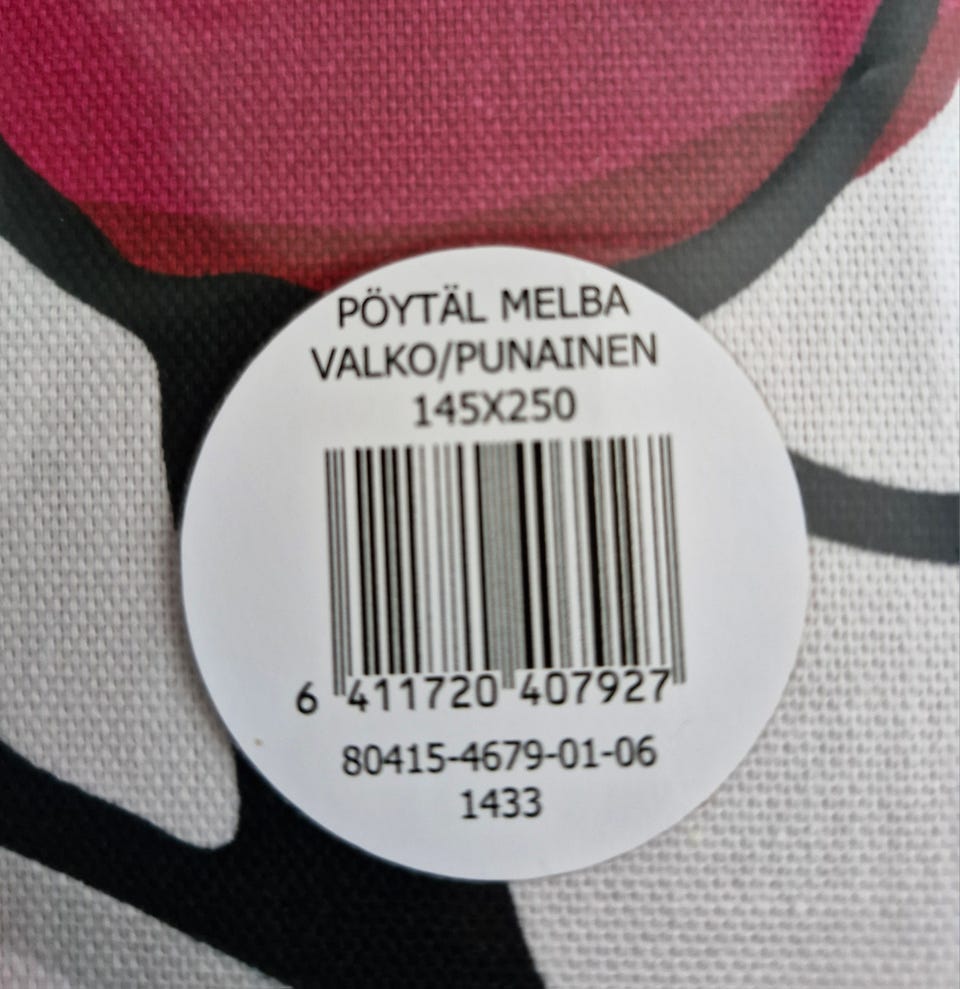 PÖYTÄL MELBA
VALKO/PUNAINEN
145X250
6 411720 407927
80415-4679-01-06
1433